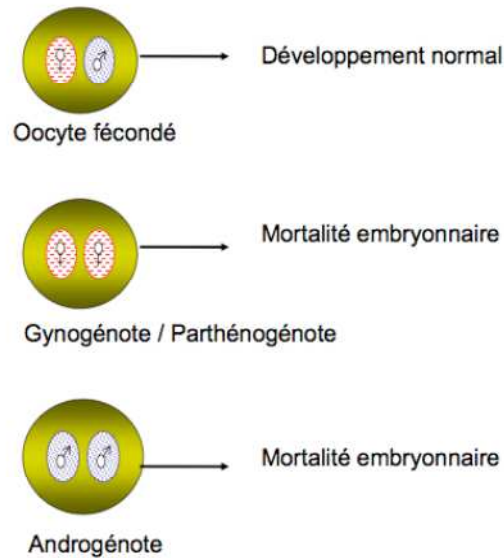 Développement normal
Oocyte fécondé
Mortalité embryonnaire
Gynogénote / Parthénogénote
Mortalité embryonnaire
Androgénote